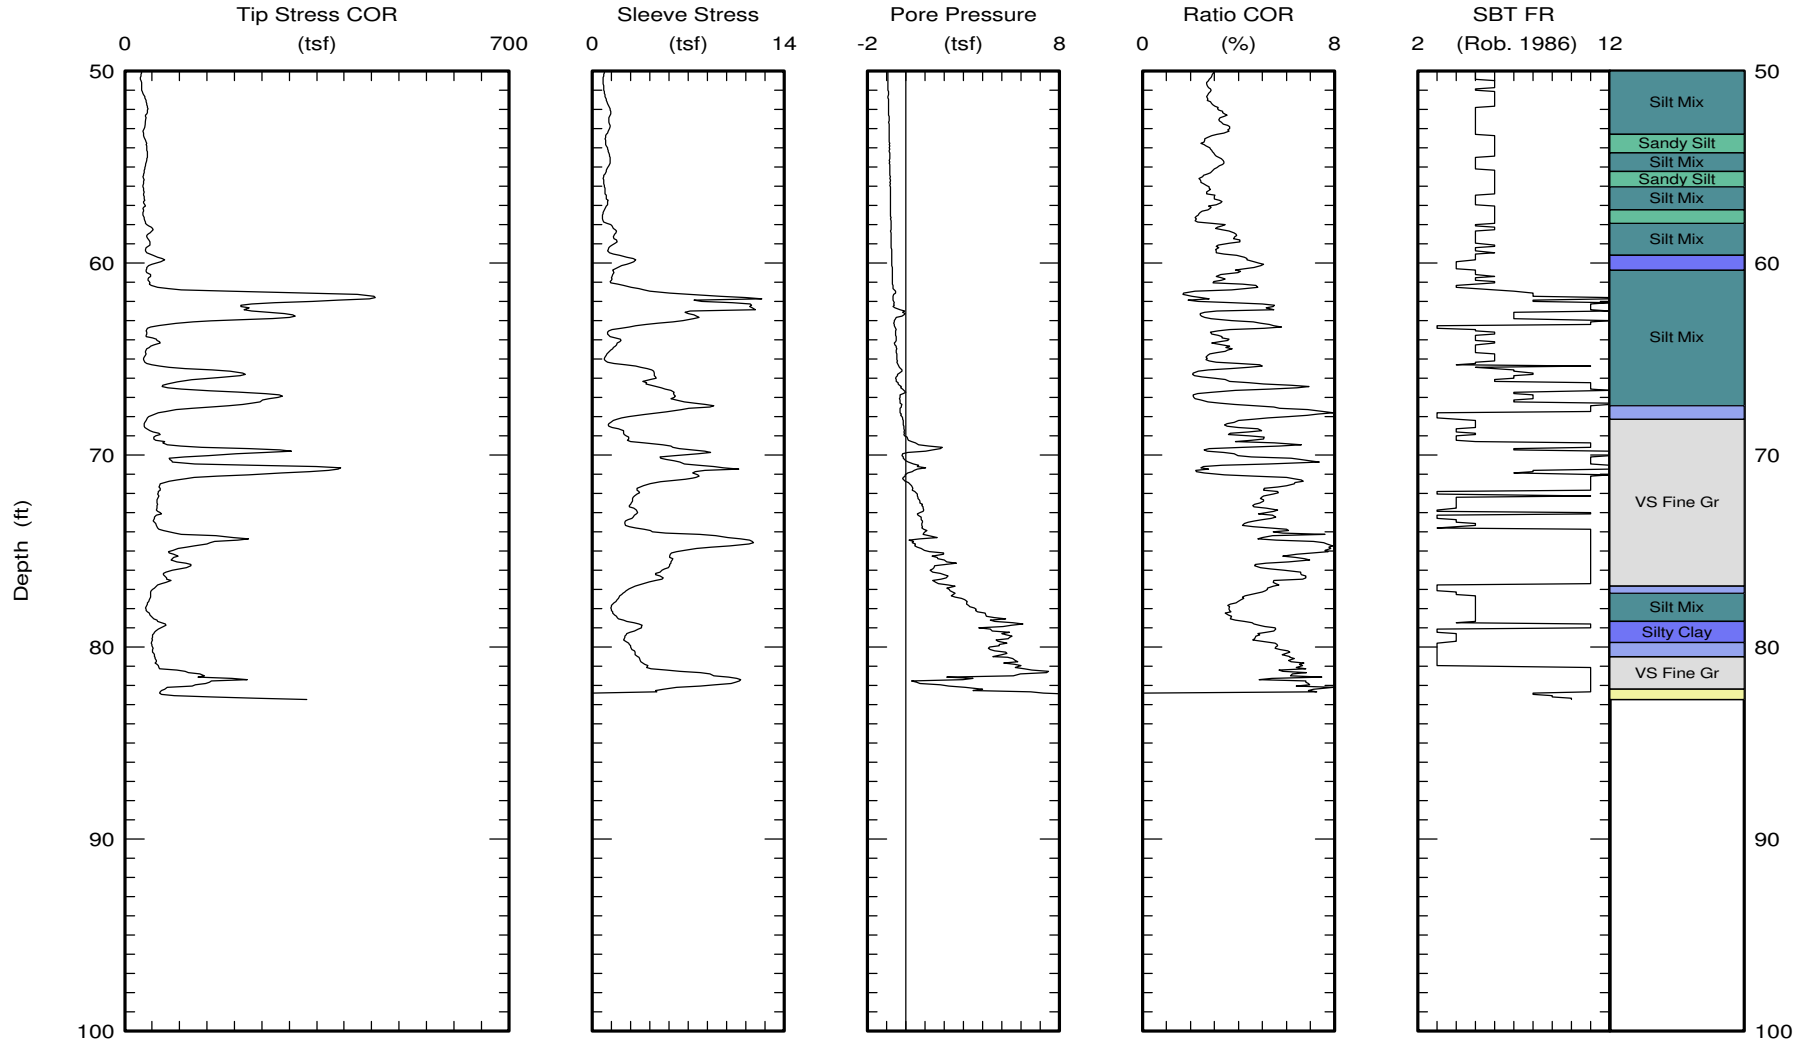 Tip Stress COR Sleeve Stress Pore Pressure Ratio COR SBT FR
0 (tsf) 700 0 (tsf) 14 -2 (tsf) 8 0 (%) 8 2 (Rob. 1986) 12
50 50
Silt Mix
Sandy Silt
Silt Mix
Sandy Silt
Silt Mix
Silt Mix
60 60
Silt Mix
70 70
VS Fine Gr
Depth (ft)
Silt Mix
Silty Clay
80 80
VS Fine Gr
90 90
100 100